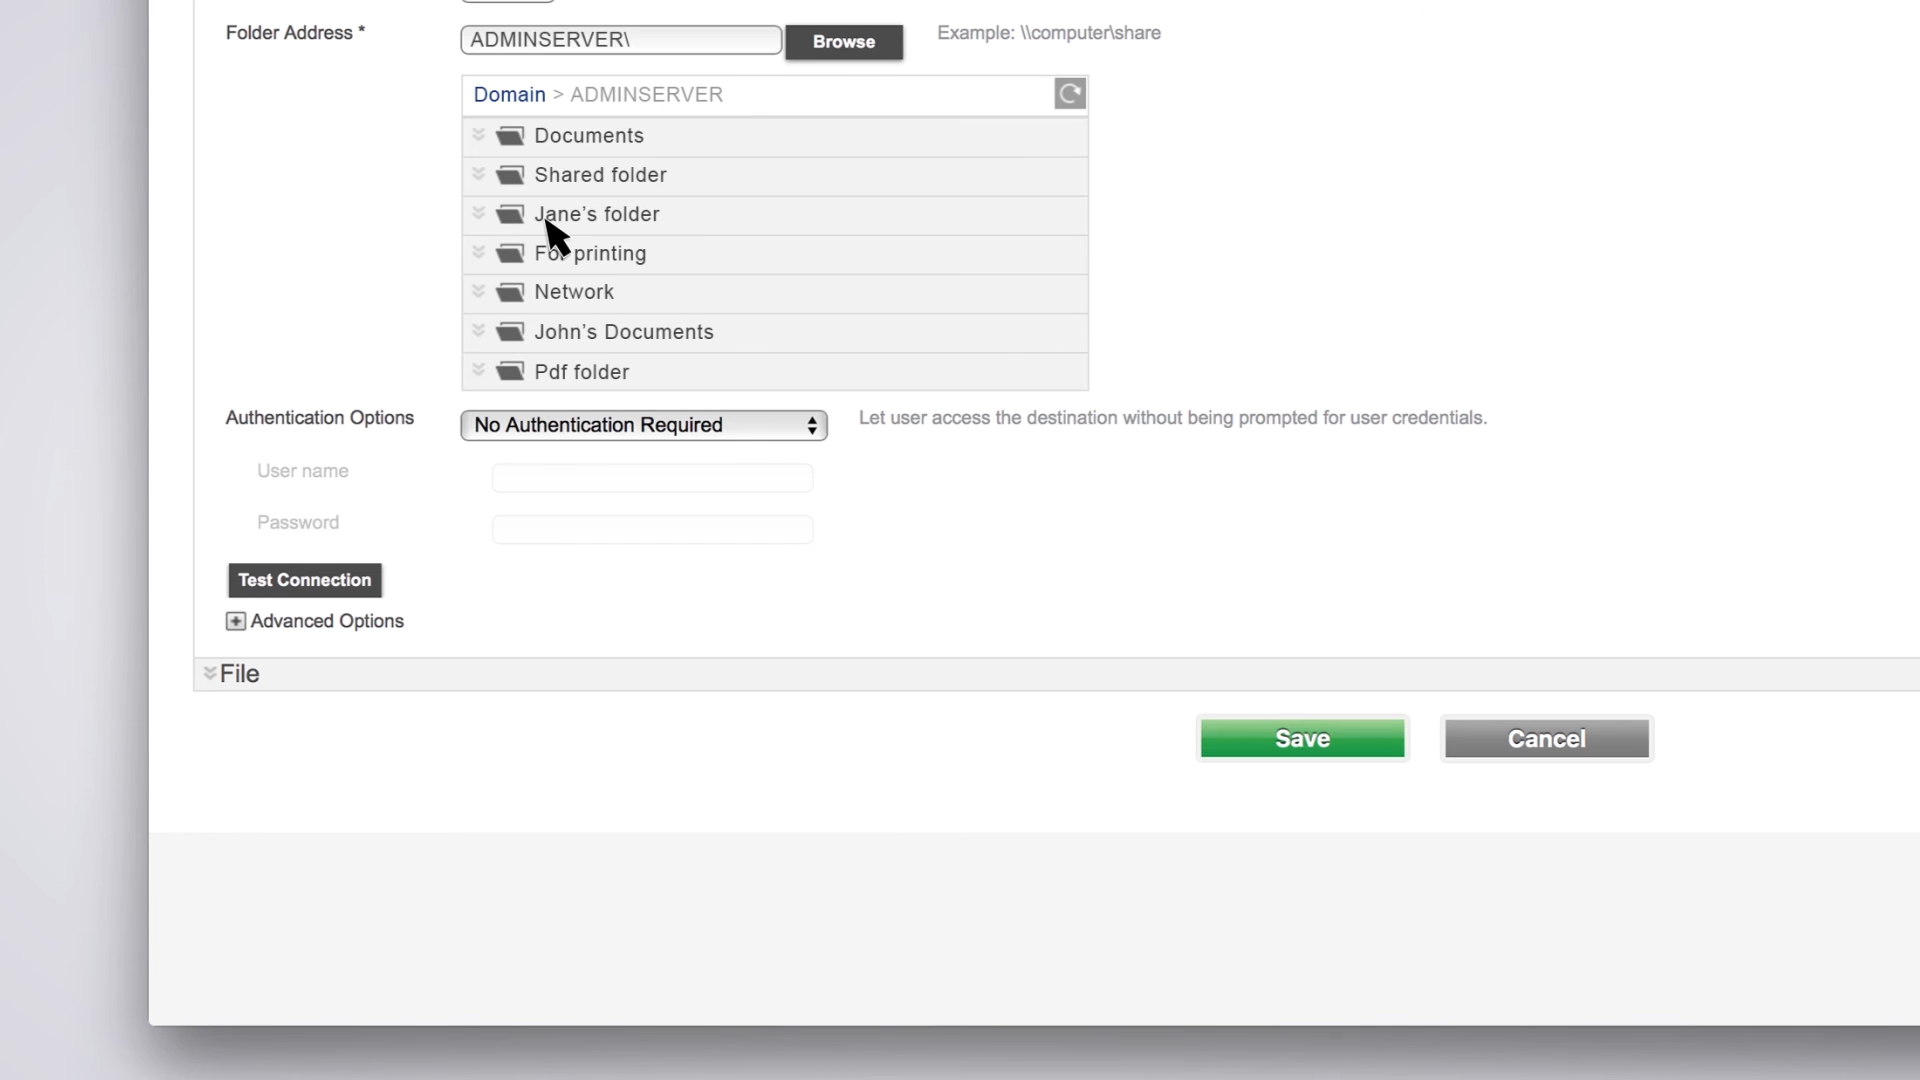 Folder Address *
ADMINSERVER\
Browse
Example: \\computer\share
Domain > ADMINSERVER
Documents
Shared folder
Jane's folder
For printing
Network
John's Documents
Pdf folder
Authentication Options
No Authentication Required
Let user access the destination without being prompted for user credentials.
User name
Password
Test Connection
Advanced Options
File
Save
Cancel